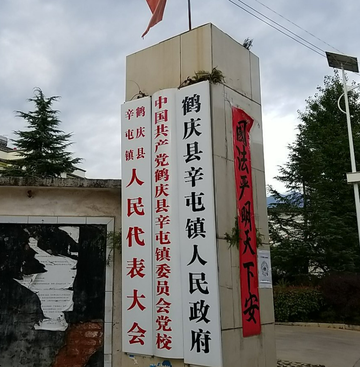 鹤庆县辛屯镇人民政府
中国共产党鹤庆县辛屯镇委员会党校
鹤庆县
辛屯镇
人民代表大会
司法严明天下安